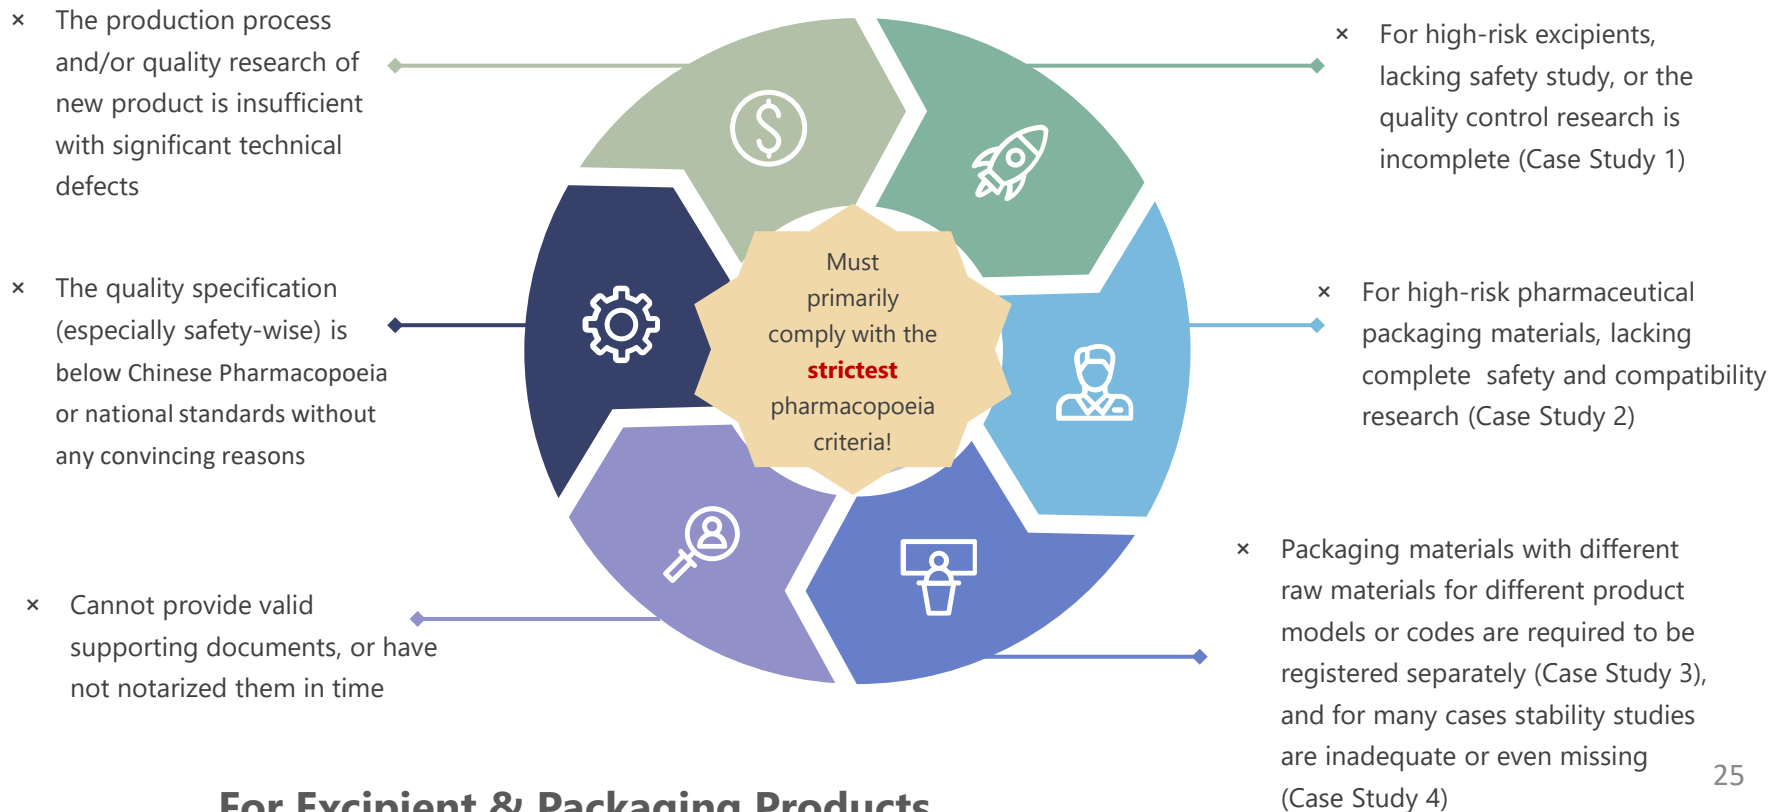 × The production process
and/or quality research of
new product is insufficient
with significant technical
defects
× The quality specification
(especially safety-wise) is
below Chinese Pharmacopoeia
or national standards without
any convincing reasons
× Cannot provide valid
supporting documents, or have
not notarized them in time
Must
primarily
comply with the
strictest
pharmacopoeia
criteria!
× For high-risk excipients,
lacking safety study, or the
quality control research is
incomplete (Case Study 1)
× For high-risk pharmaceutical
packaging materials, lacking
complete safety and compatibility
research (Case Study 2)
× Packaging materials with different
raw materials for different product
models or codes are required to be
registered separately (Case Study 3),
and for many cases stability studies
are inadequate or even missing
(Case Study 4)
For Excipient & Packaging Products
25